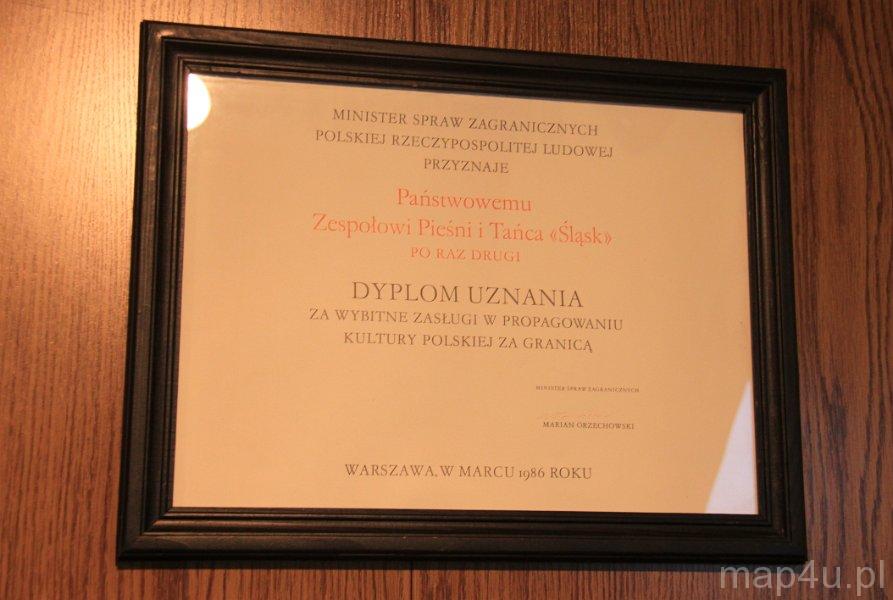 MINISTER SPRAW ZAGRANICZNYCH
POLSKIEJ RZECZYPOSPOLITEJ LUDOWEJ
PRZYZNAJE
Państwowemu
Zespołowi Pieśni i Tańca «Śląsk»
PO RAZ DRUGI
DYPLOM UZNANIA
ZA WYBITNE ZASŁUGI W PROPAGOWANIU
KULTURY POLSKIEJ ZA GRANICĄ
MINISTER SPRAW ZAGRANICZNYCH
MARIAN ORZECHOWSKI
WARSZAWA, W MARCU 1986 ROKU
map4u.pl